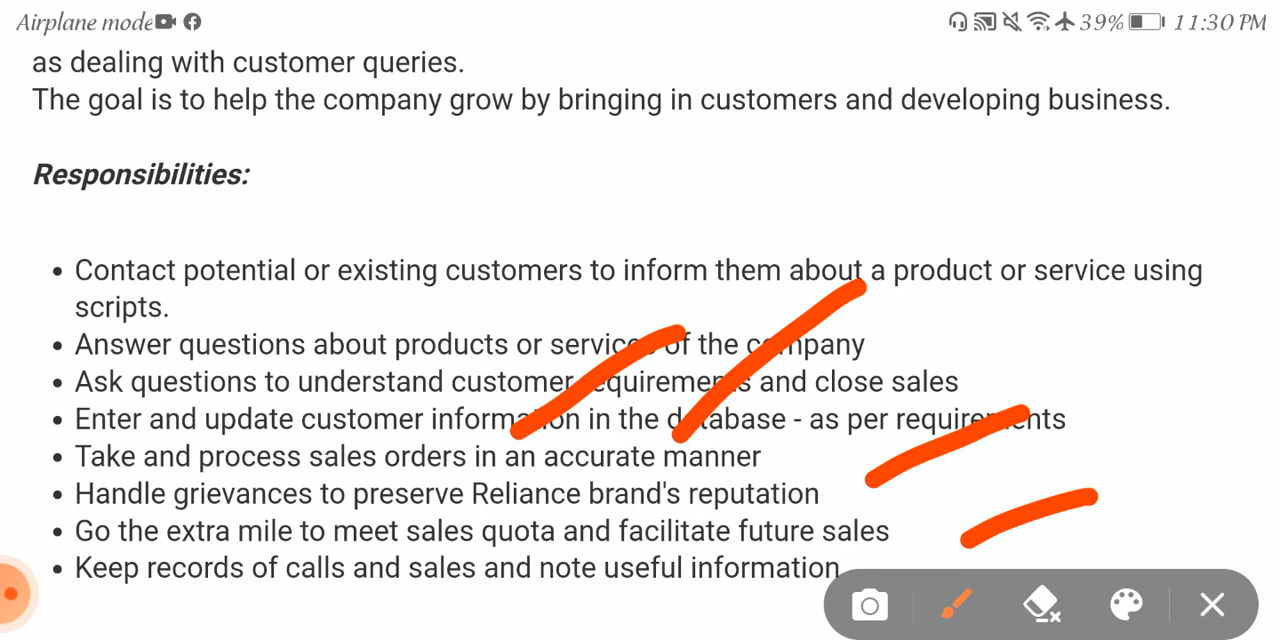 Airplane mode 39% 11:30 PM
as dealing with customer queries.
The goal is to help the company grow by bringing in customers and developing business.
Responsibilities:
• Contact potential or existing customers to inform them about a product or service using
scripts.
• Answer questions about products or services of the company
• Ask questions to understand customer requirements and close sales
• Enter and update customer information in the database - as per requirements
• Take and process sales orders in an accurate manner
• Handle grievances to preserve Reliance brand's reputation
• Go the extra mile to meet sales quota and facilitate future sales
• Keep records of calls and sales and note useful information